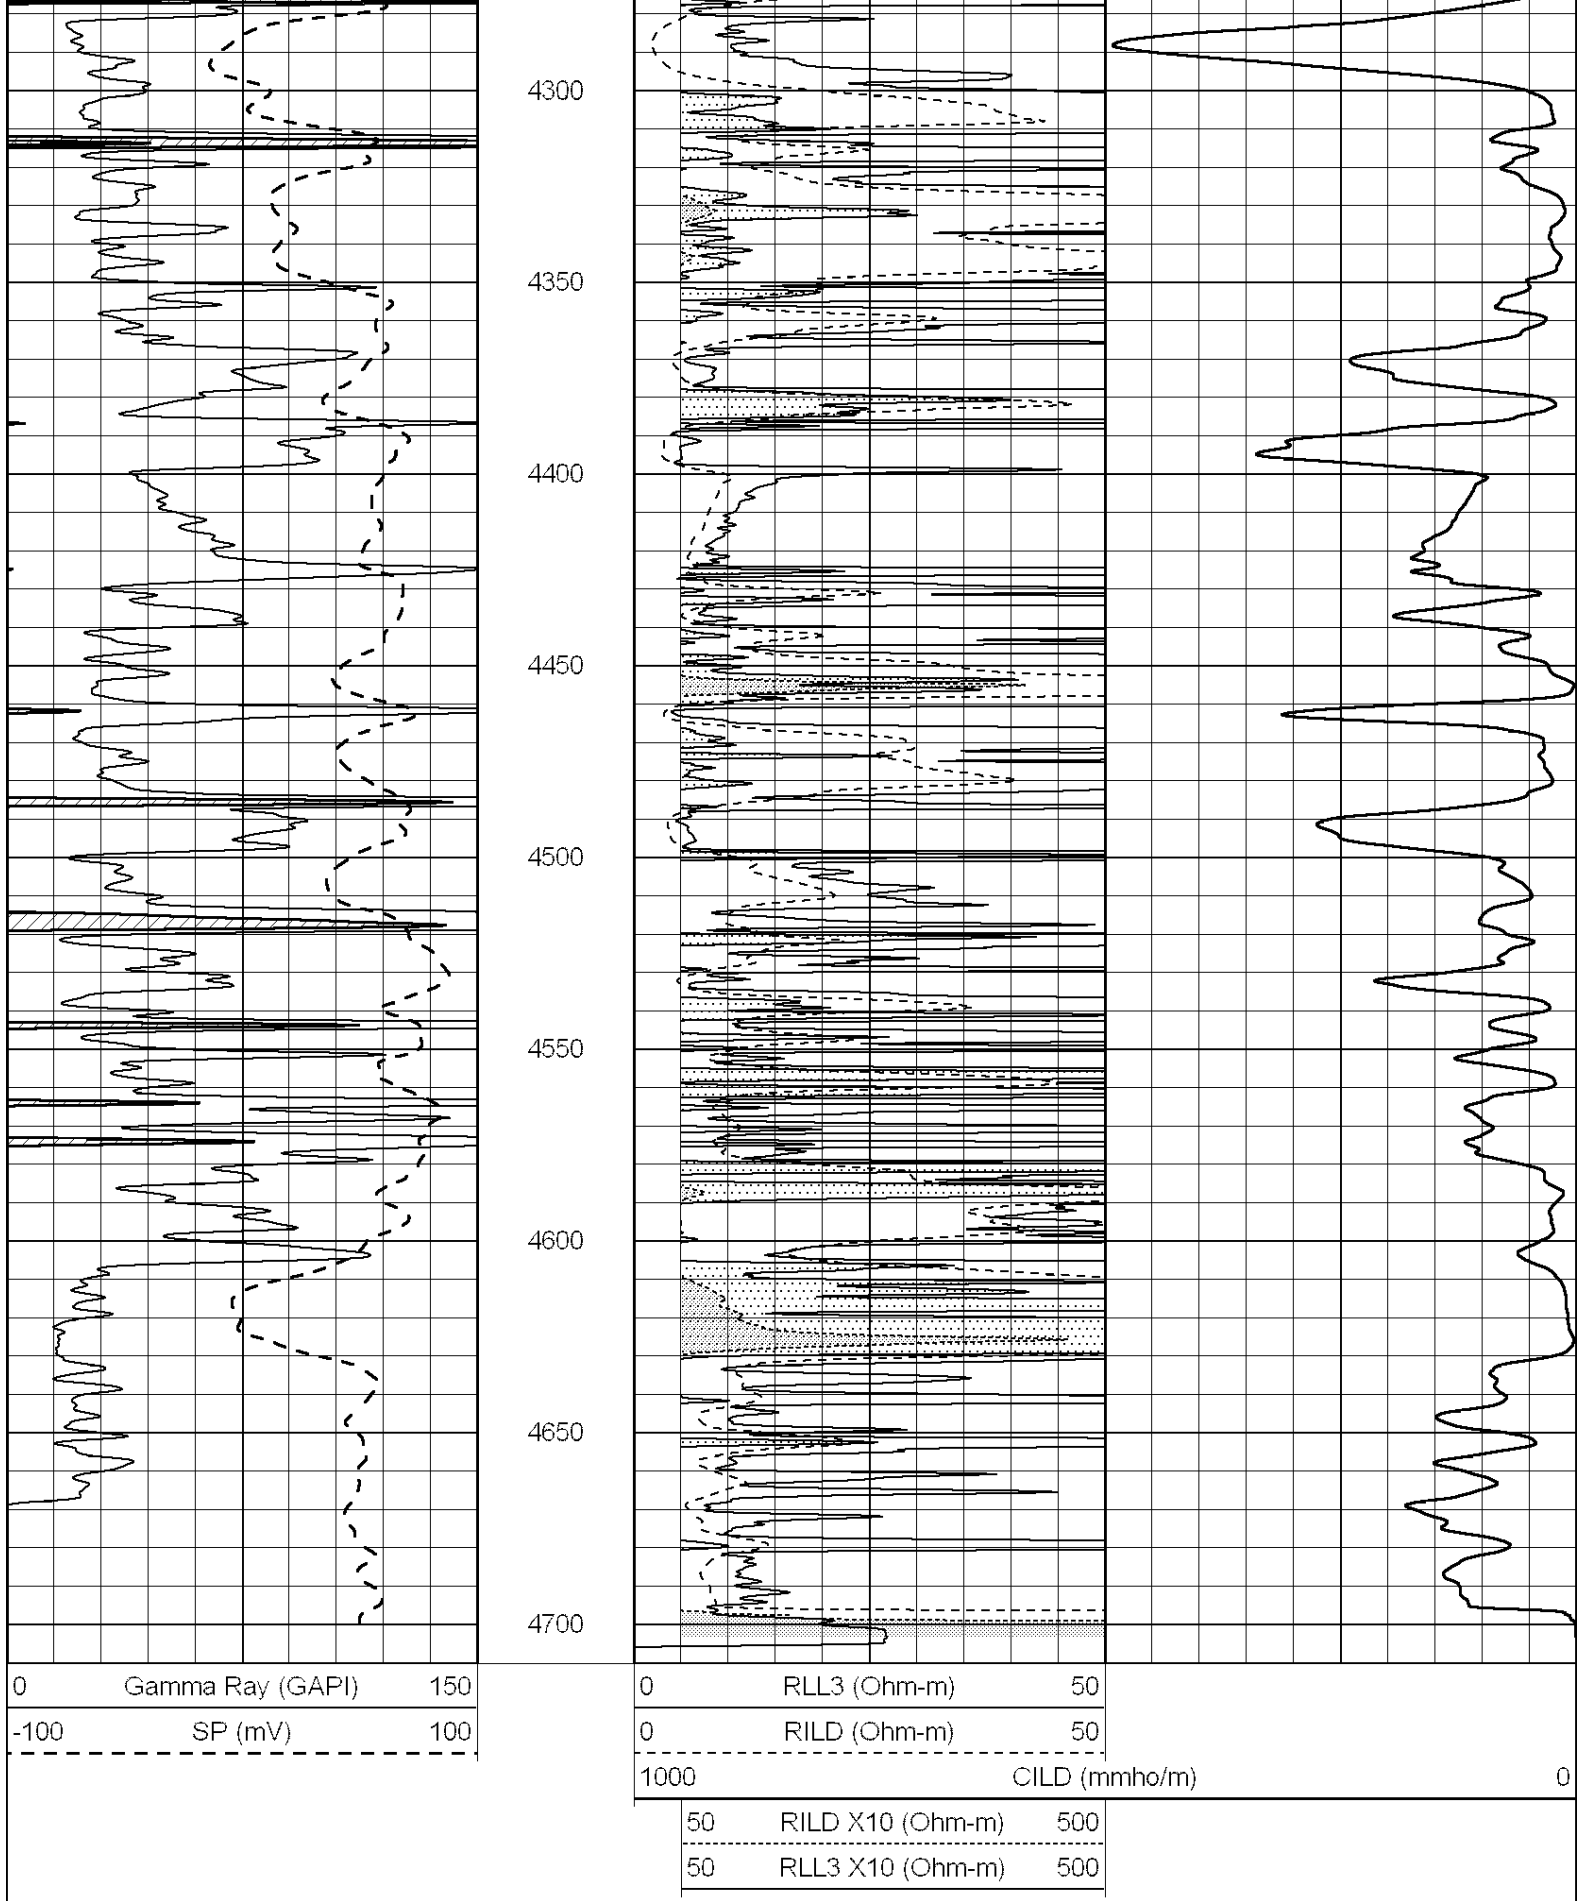 4300
4350
4400
4450
4500
4550
4600
4650
4700
0 Gamma Ray (GAPI) 150
-100 SP (mV) 100
0 RLL3 (Ohm-m) 50
0 RILD (Ohm-m) 50
1000 CILD (mmho/m) 0
50 RILD X10 (Ohm-m) 500
50 RLL3 X10 (Ohm-m) 500